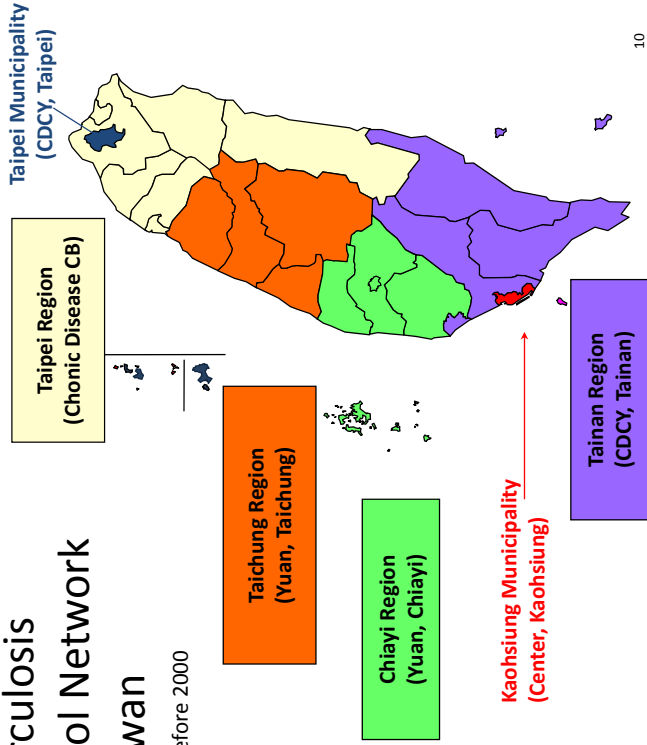 rculosis
ol Network
wan
efore 2000
Taipei Municipality
(CDCY, Taipei)
Taipei Region
(Chonic Disease CB)
Taichung Region
(Yuan, Taichung)
Chiayi Region
(Yuan, Chiayi)
Kaohsiung Municipality
(Center, Kaohsiung)
Tainan Region
(CDCY, Tainan)
10